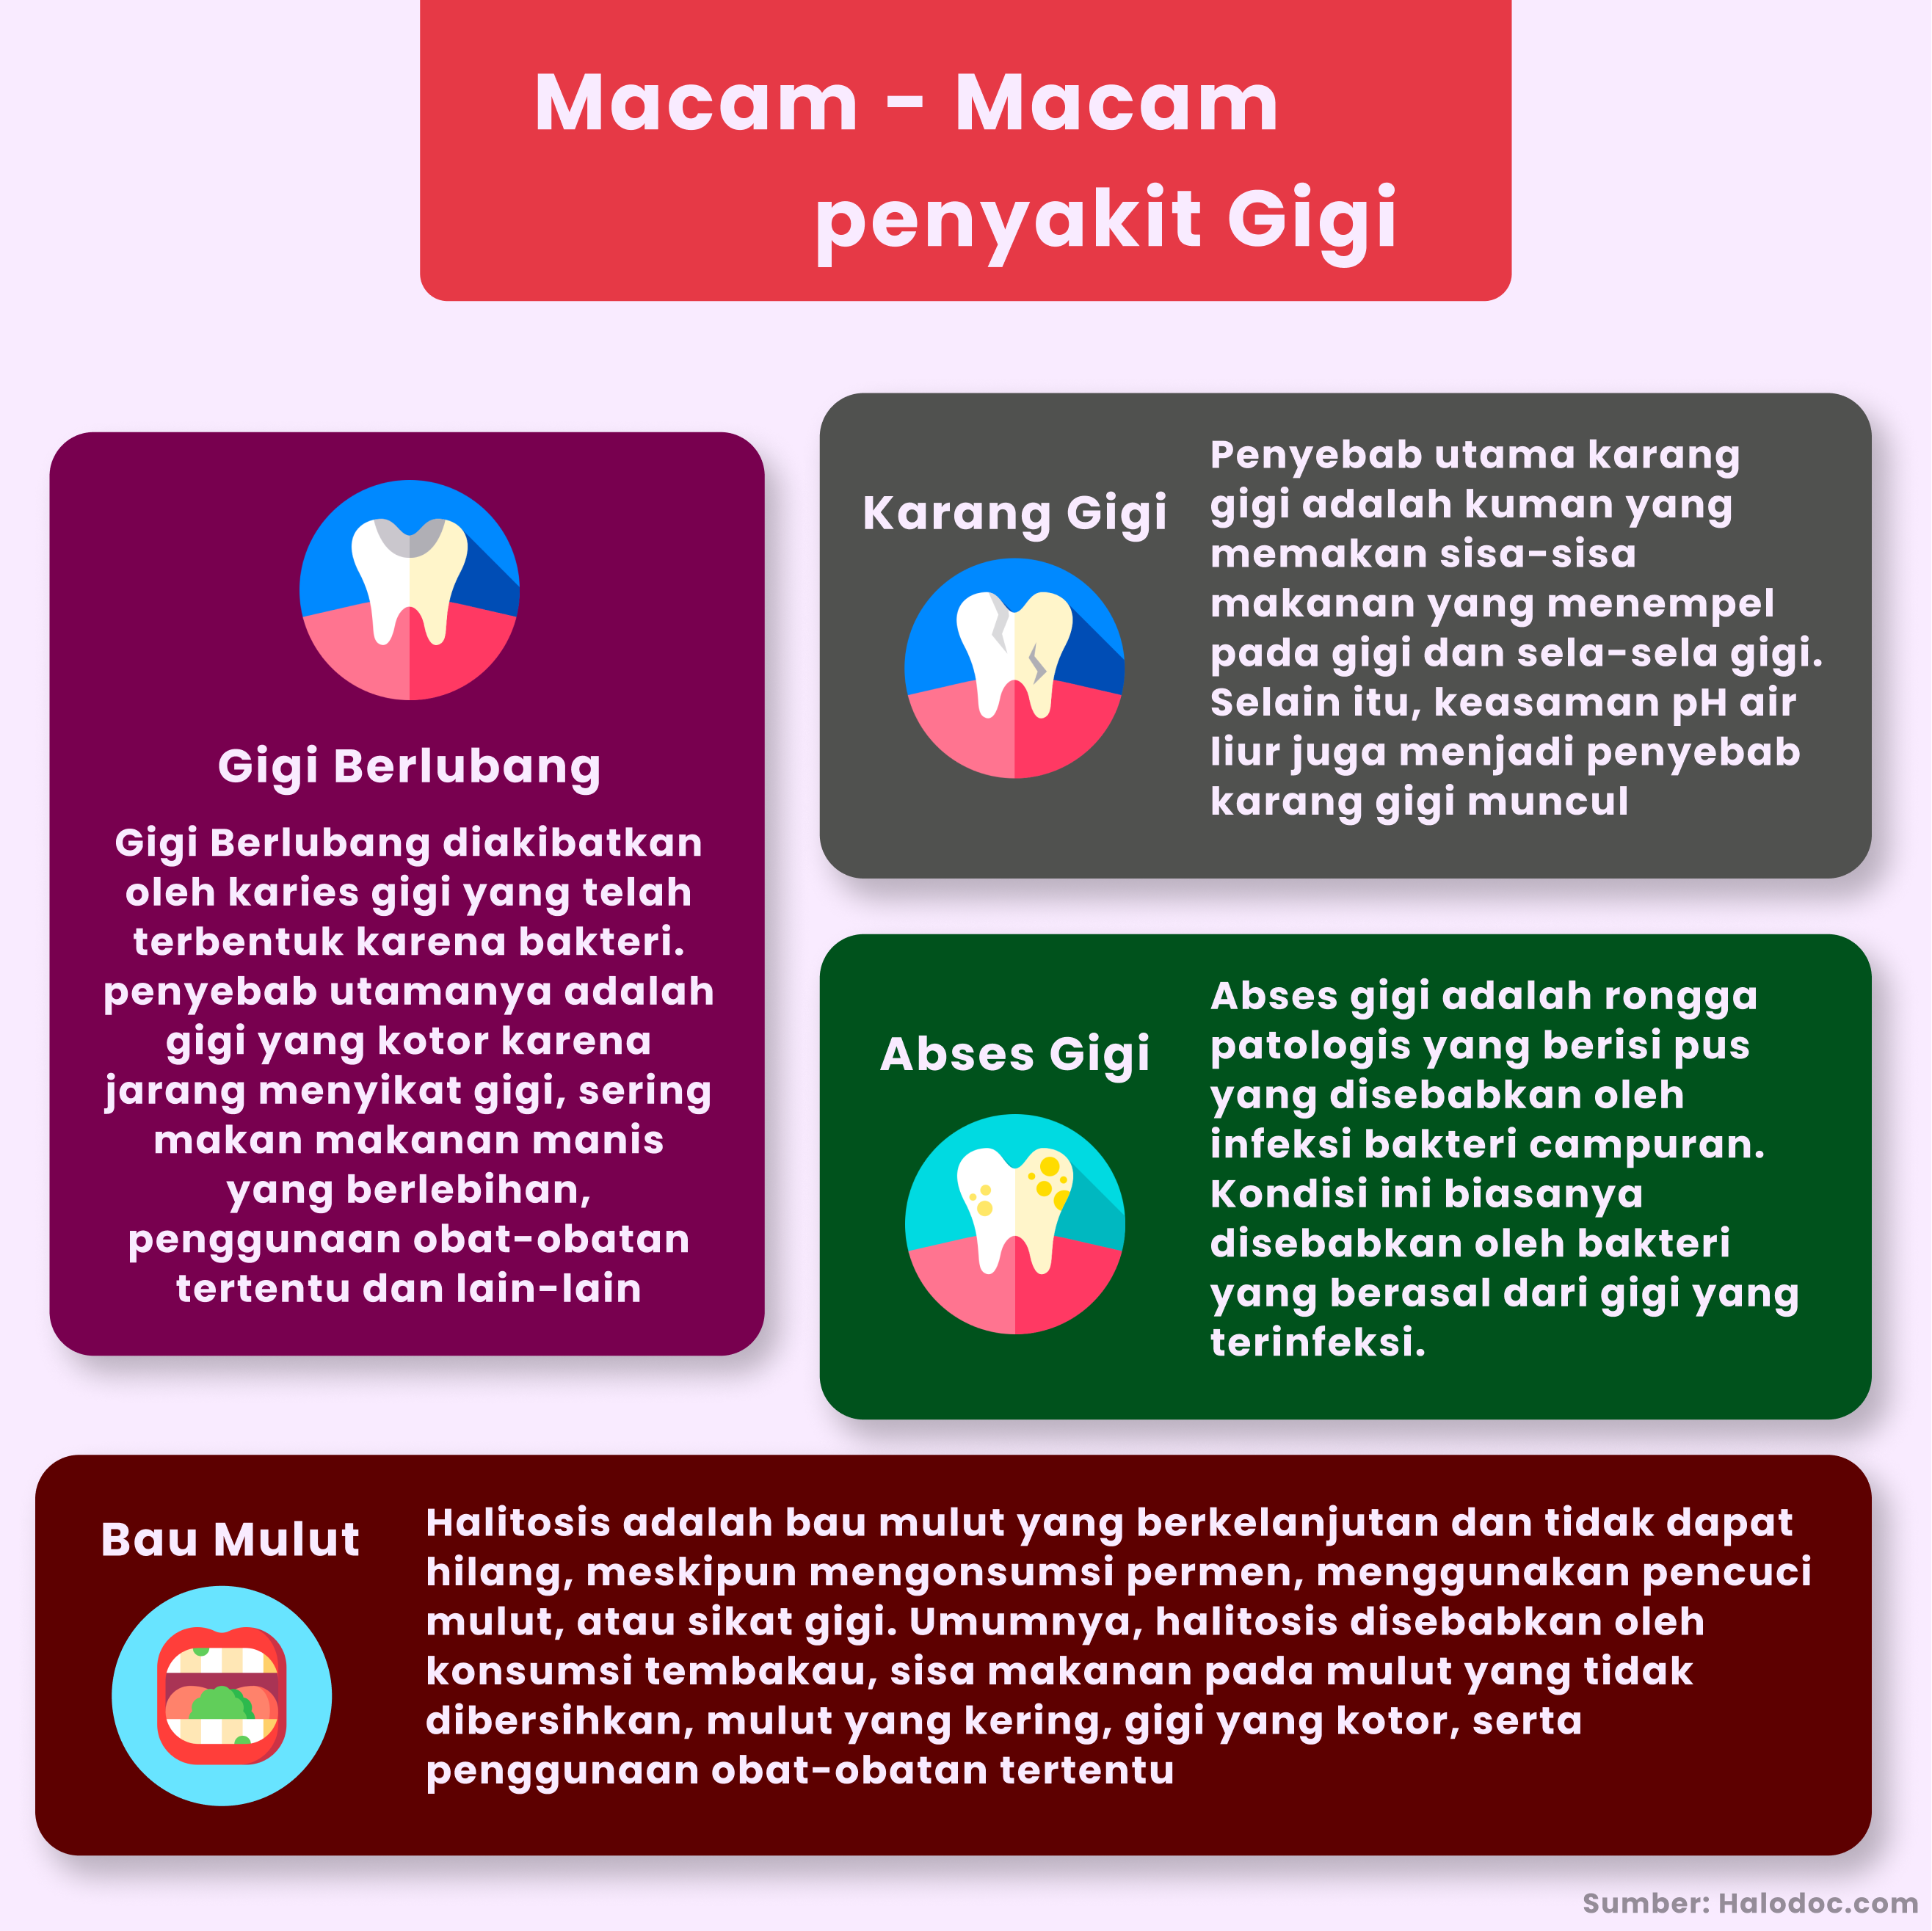 Macam - Macam
penyakit Gigi
Gigi Berlubang
Gigi Berlubang diakibatkan
oleh karies gigi yang telah
terbentuk karena bakteri.
penyebab utamanya adalah
gigi yang kotor karena
jarang menyikat gigi, sering
makan makanan manis
yang berlebihan,
penggunaan obat-obatan
tertentu dan lain-lain
Karang Gigi
Penyebab utama karang
gigi adalah kuman yang
memakan sisa-sisa
makanan yang menempel
pada gigi dan sela-sela gigi.
Selain itu, keasaman pH air
liur juga menjadi penyebab
karang gigi muncul
Abses Gigi
Abses gigi adalah rongga
patologis yang berisi pus
yang disebabkan oleh
infeksi bakteri campuran.
Kondisi ini biasanya
disebabkan oleh bakteri
yang berasal dari gigi yang
terinfeksi.
Bau Mulut
Halitosis adalah bau mulut yang berkelanjutan dan tidak dapat
hilang, meskipun mengonsumsi permen, menggunakan pencuci
mulut, atau sikat gigi. Umumnya, halitosis disebabkan oleh
konsumsi tembakau, sisa makanan pada mulut yang tidak
dibersihkan, mulut yang kering, gigi yang kotor, serta
penggunaan obat-obatan tertentu
Sumber: Halodoc.com